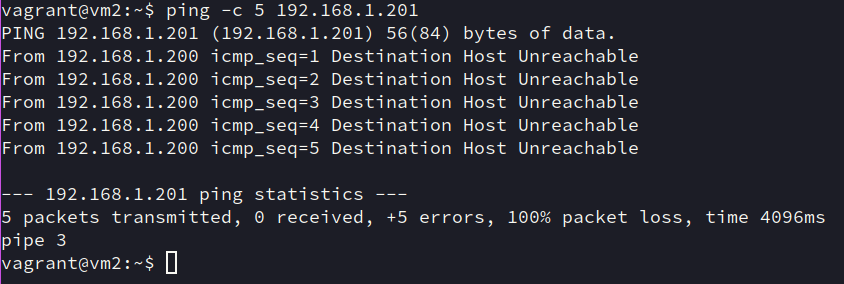 vagrant@vm2:~$ ping -c 5 192.168.1.201
PING 192.168.1.201 (192.168.1.201) 56(84) bytes of data.
From 192.168.1.200 icmp_seq=1 Destination Host Unreachable
From 192.168.1.200 icmp_seq=2 Destination Host Unreachable
From 192.168.1.200 icmp_seq=3 Destination Host Unreachable
From 192.168.1.200 icmp_seq=4 Destination Host Unreachable
From 192.168.1.200 icmp_seq=5 Destination Host Unreachable

--- 192.168.1.201 ping statistics ---
5 packets transmitted, 0 received, +5 errors, 100% packet loss, time 4096ms
pipe 3
vagrant@vm2:~$